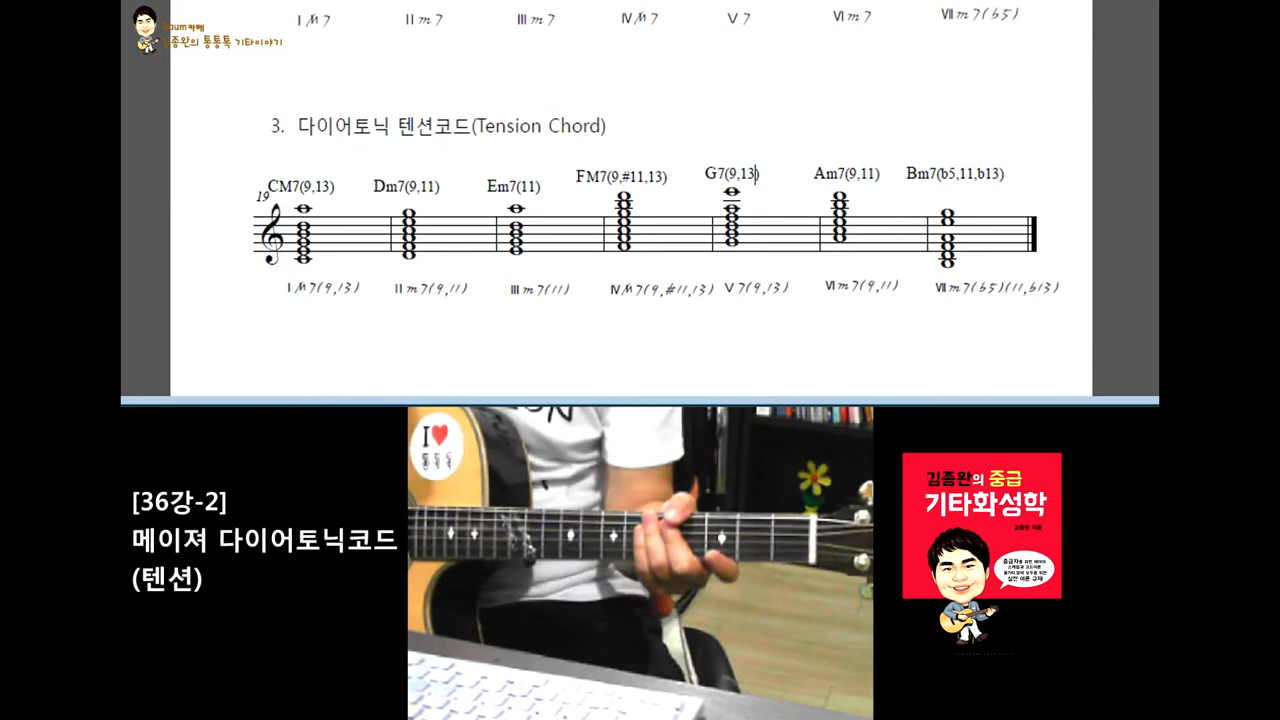 ⅠM7 Ⅱm7 Ⅲm7 ⅣM7 Ⅴ7 Ⅵm7 Ⅶm7(b5)
Daum카페
김종완의 통통톡 기타이야기
3. 다이어토닉 텐션코드(Tension Chord)
CM7(9,13) Dm7(9,11) Em7(11) FM7(9,#11,13) G7(9,13) Am7(9,11) Bm7(b5,11,b13)
19
ⅠM7(9,13) Ⅱm7(9,11) Ⅲm7(11) ⅣM7(9,#11,13) Ⅴ7(9,13) Ⅵm7(9,11) Ⅶm7(b5)(11,b13)
I
[36강-2]
메이져 다이어토닉코드
(텐션)
김종완의 중급
기타화성학
김종완 지음